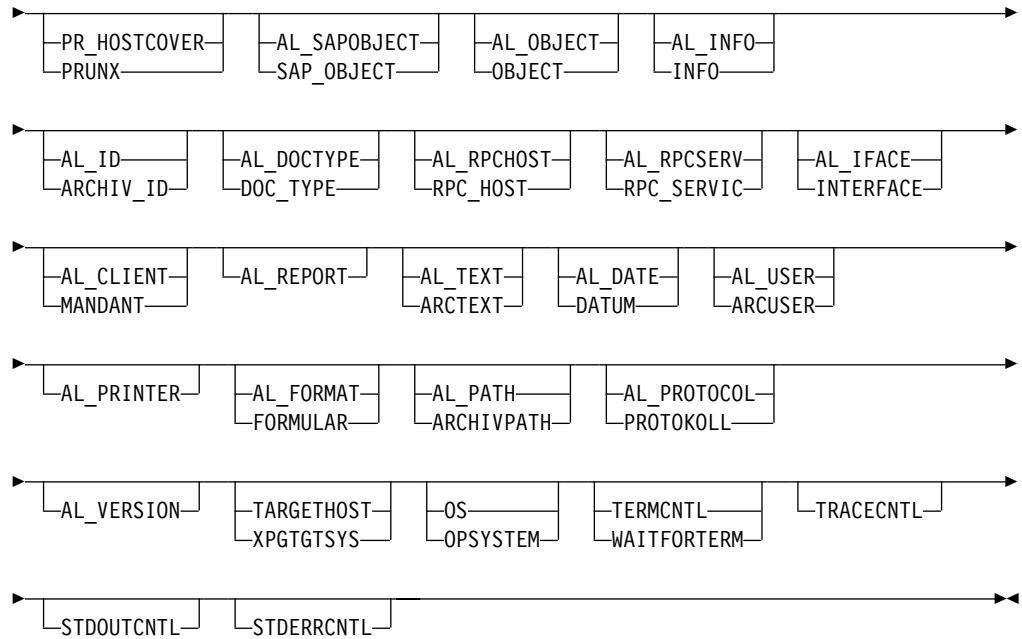 PR_HOSTCOVER AL_SAPOBJECT AL_OBJECT AL_INFO
PRUNX SAP_OBJECT OBJECT INFO
AL_ID AL_DOCTYPE AL_RPCHOST AL_RPCSERV AL_IFACE
ARCHIV_ID DOC_TYPE RPC_HOST RPC_SERVIC INTERFACE
AL_CLIENT AL_REPORT AL_TEXT AL_DATE AL_USER
MANDANT ARCTEXT DATUM ARCUSER
AL_PRINTER AL_FORMAT AL_PATH AL_PROTOCOL
FORMULAR ARCHIVPATH PROTOKOLL
AL_VERSION TARGETHOST OS TERMCNTL TRACECNTL
XPGTGTSYS OPSYSTEM WAITFORTERM
STDOUTCNTL STDERRCNTL